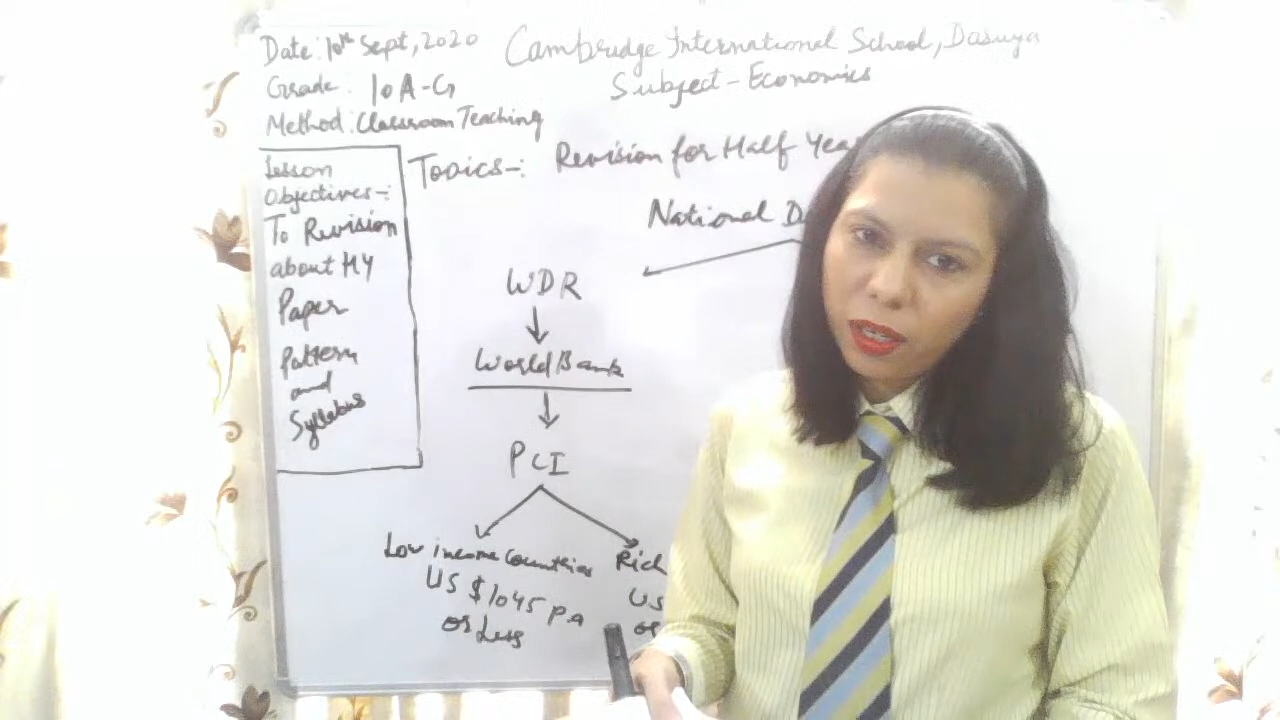 Date: 10th Sept, 2020
Cambridge International School, Dasuya
Grade: 10 A-G
Subject - Economics
Method: Classroom Teaching
Lesson
Objectives-:
To Revision
about HY
Paper
Pattern
and
Syllabus
Topics-: Revision for Half Yea
National D
WDR
World Bank
PCI
Low income Countries
US $1045 p.a
or Less
Rich
US
or